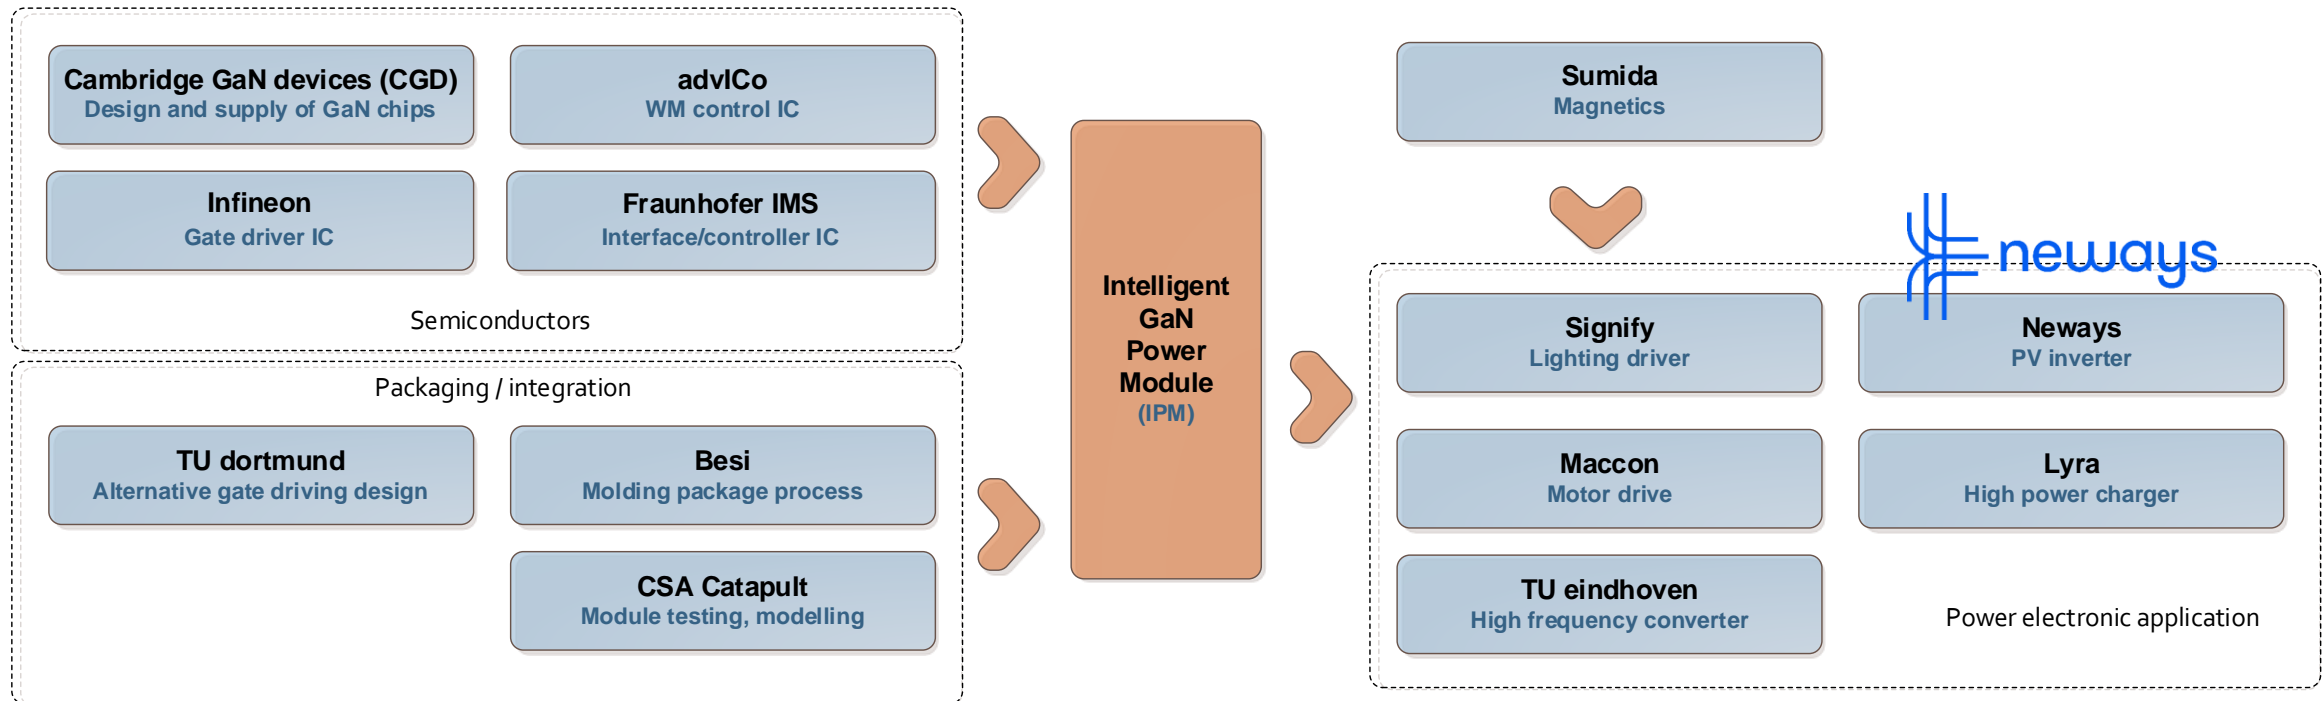 Cambridge GaN devices (CGD)
Design and supply of GaN chips
advICo
WM control IC
Infineon
Gate driver IC
Fraunhofer IMS
Interface/controller IC
Semiconductors
Packaging / integration
TU dortmund
Alternative gate driving design
Besi
Molding package process
CSA Catapult
Module testing, modelling
Intelligent
GaN
Power
Module
(IPM)
Sumida
Magnetics
neways
Signify
Lighting driver
Neways
PV inverter
Maccon
Motor drive
Lyra
High power charger
TU eindhoven
High frequency converter
Power electronic application